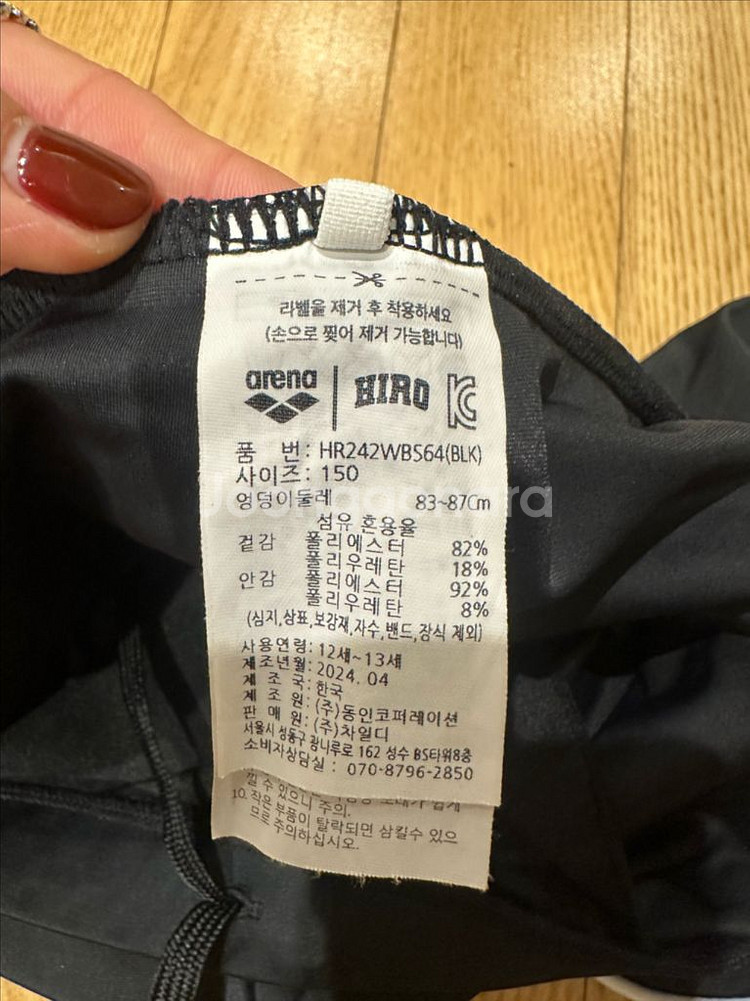 라벨을 제거 후 착용하세요
(손으로 찢어 제거 가능합니다)
arena | HIRO
품 번: HR242WBS64(BLK)
사이즈: 150
엉덩이둘레 83~87Cm
섬유 혼용율
겉감 폴리에스터 82%
폴리우레탄 18%
안감 폴리에스터 92%
폴리우레탄 8%
(심지,상표,보강재,자수,밴드,장식 제외)
사용연령: 12세~13세
제조년월: 2024. 04
제 조 국: 한국
제 조 원: (주)동인코퍼레이션
판 매 원: (주)차일디
서울시 성동구 광나루로 162 성수 BS타워8층
소비자상담실 : 070-8796-2850
낄 수 있으니 주의.
10. 작은 부품이 탈락되면 삼킬수 있으
므로 주의하십시오.